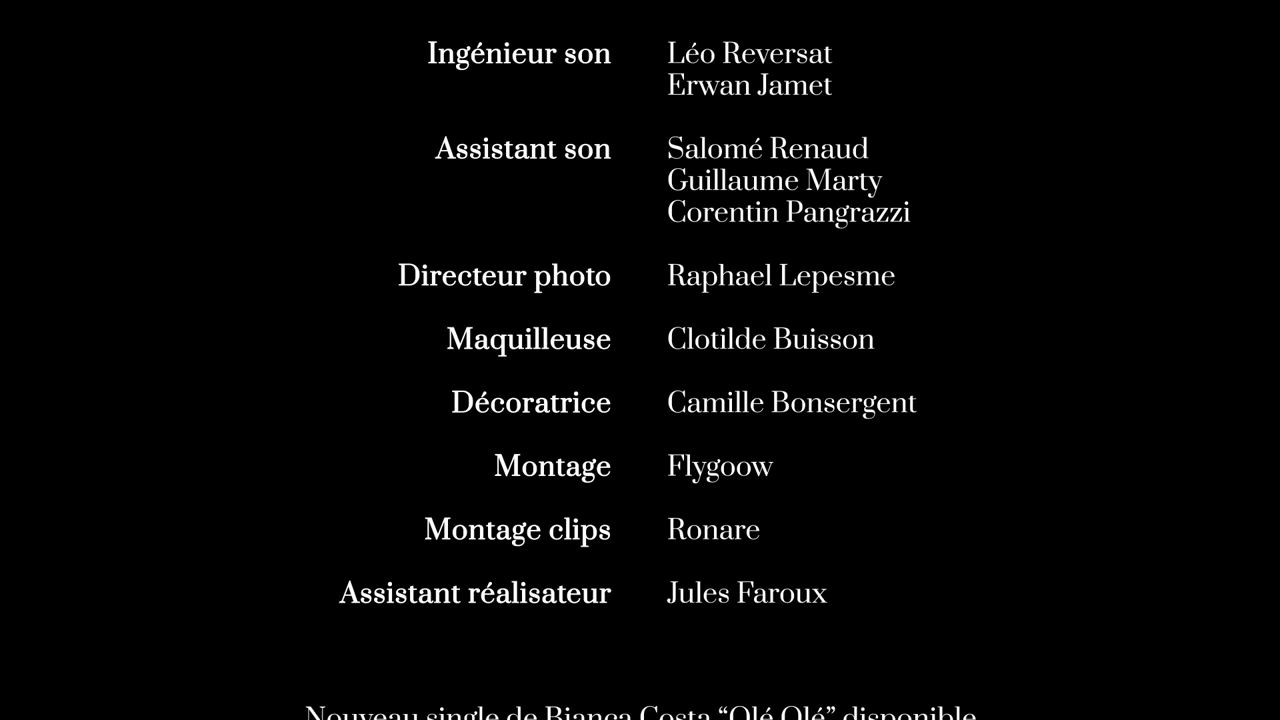 Ingénieur son Léo Reversat
Erwan Jamet
Assistant son Salomé Renaud
Guillaume Marty
Corentin Pangrazzi
Directeur photo Raphael Lepesme
Maquilleuse Clotilde Buisson
Décoratrice Camille Bonsergent
Montage Flygoow
Montage clips Ronare
Assistant réalisateur Jules Faroux
Nouveau single de Bianca Costa “Olé Olé” disponible